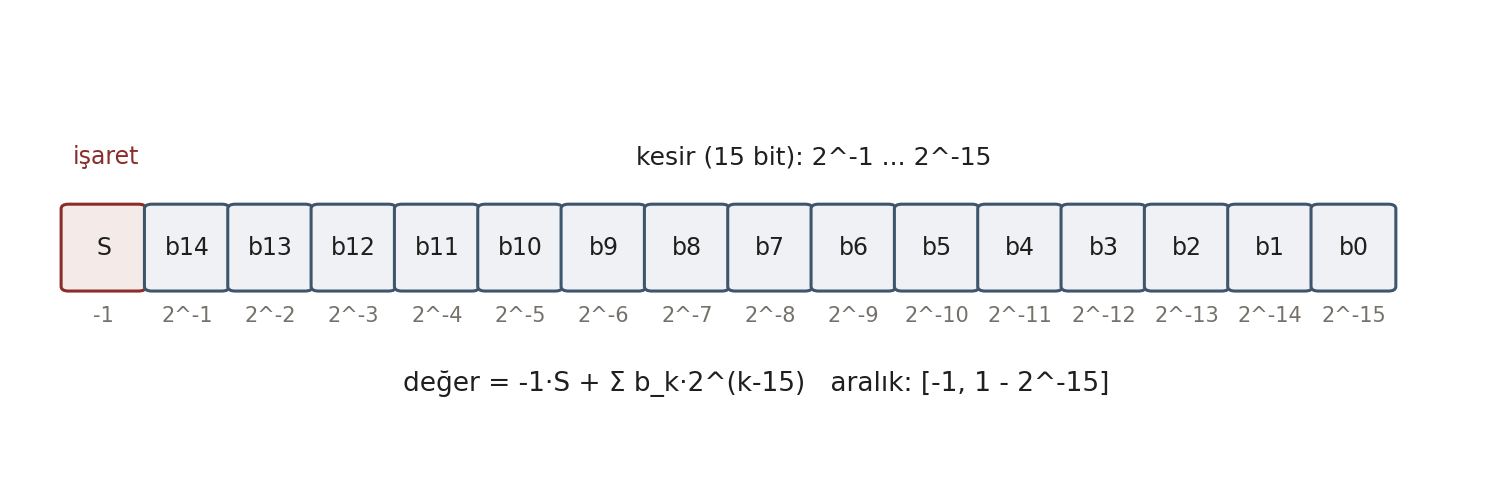 işaret kesir (15 bit): 2^-1 ... 2^-15
S b14 b13 b12 b11 b10 b9 b8 b7 b6 b5 b4 b3 b2 b1 b0
-1 2^-1 2^-2 2^-3 2^-4 2^-5 2^-6 2^-7 2^-8 2^-9 2^-10 2^-11 2^-12 2^-13 2^-14 2^-15
değer = -1·S + Σ b_k·2^(k-15) aralık: [-1, 1 - 2^-15]